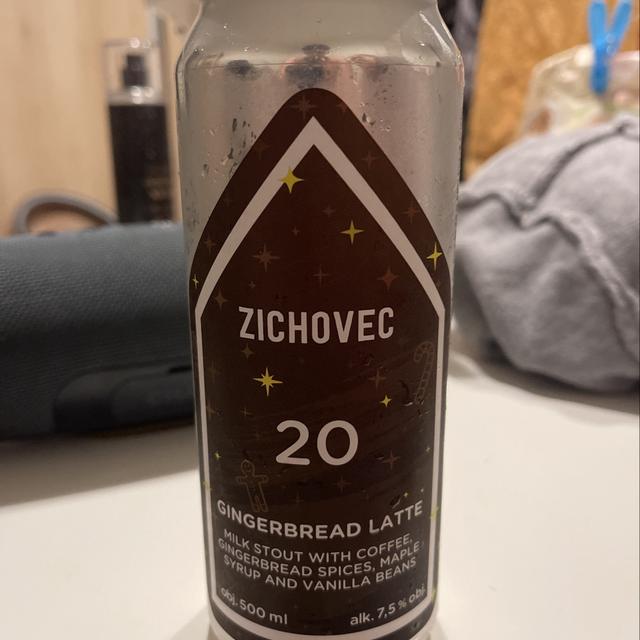 ZICHOVEC
20
GINGERBREAD LATTE
MILK STOUT WITH COFFEE,
GINGERBREAD SPICES, MAPLE
SYRUP AND VANILLA BEANS
obj. 500 ml alk. 7,5 % obj.